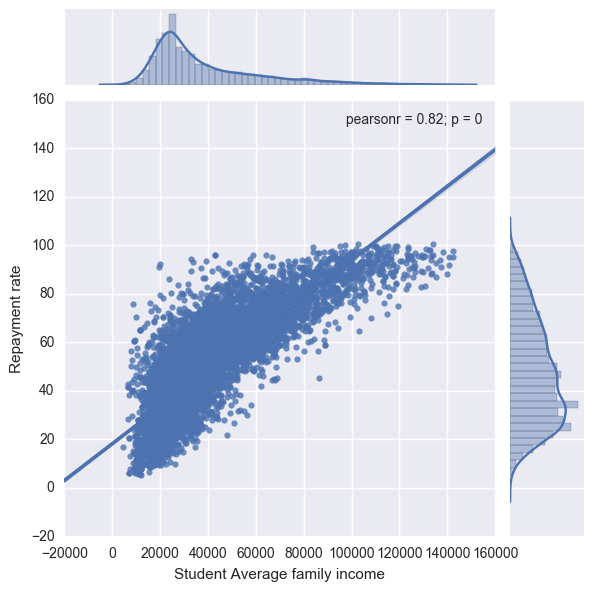 pearsonr = 0.82; p = 0
160
140
120
100
80
60
40
20
0
−20
Repayment rate
−20000 0 20000 40000 60000 80000 100000 120000 140000 160000
Student Average family income